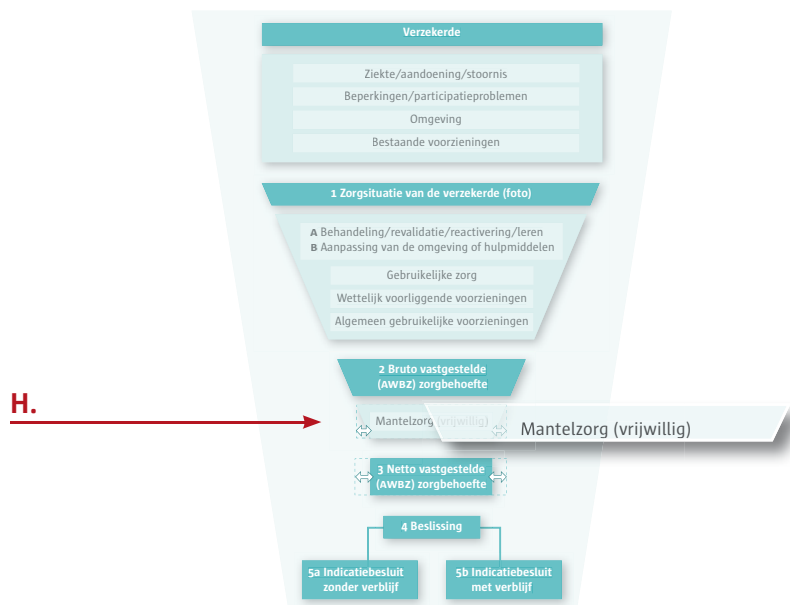 Verzekerde
Ziekte/aandoening/stoornis
Beperkingen/participatieproblemen
Omgeving
Bestaande voorzieningen
1 Zorgsituatie van de verzekerde (foto)
A Behandeling/revalidatie/reactivering/leren
B Aanpassing van de omgeving of hulpmiddelen
Gebruikelijke zorg
Wettelijk voorliggende voorzieningen
Algemeen gebruikelijke voorzieningen
2 Bruto vastgestelde
(AWBZ) zorgbehoefte
H.
Mantelzorg (vrijwillig)
Mantelzorg (vrijwillig)
3 Netto vastgestelde
(AWBZ) zorgbehoefte
4 Beslissing
5a Indicatiebesluit
zonder verblijf
5b Indicatiebesluit
met verblijf